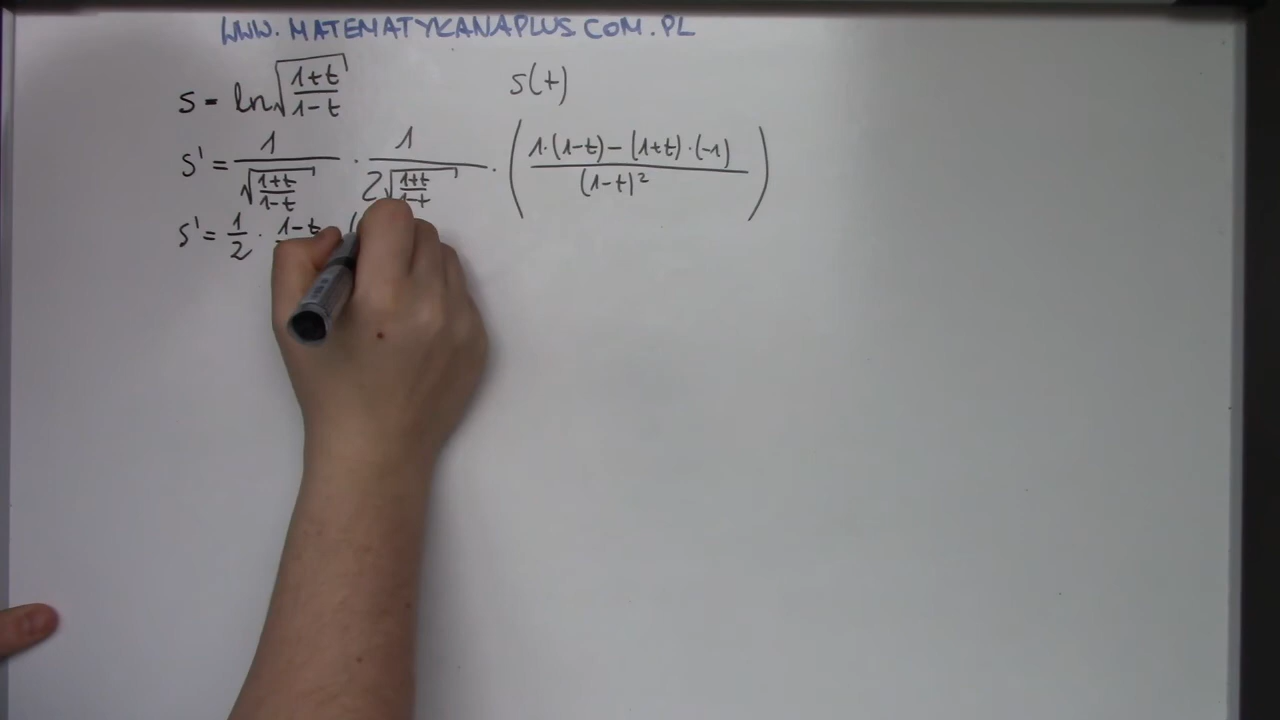 WWW.MATEMATYKANAPLUS.COM.PL
s = ln√((1+t)/(1-t)) s(t)
s' = 1/√((1+t)/(1-t)) · 1/(2√((1+t)/(1-t))) · ((1·(1-t) - (1+t)·(-1))/(1-t)²)
s' = 1/2 · 1-t (